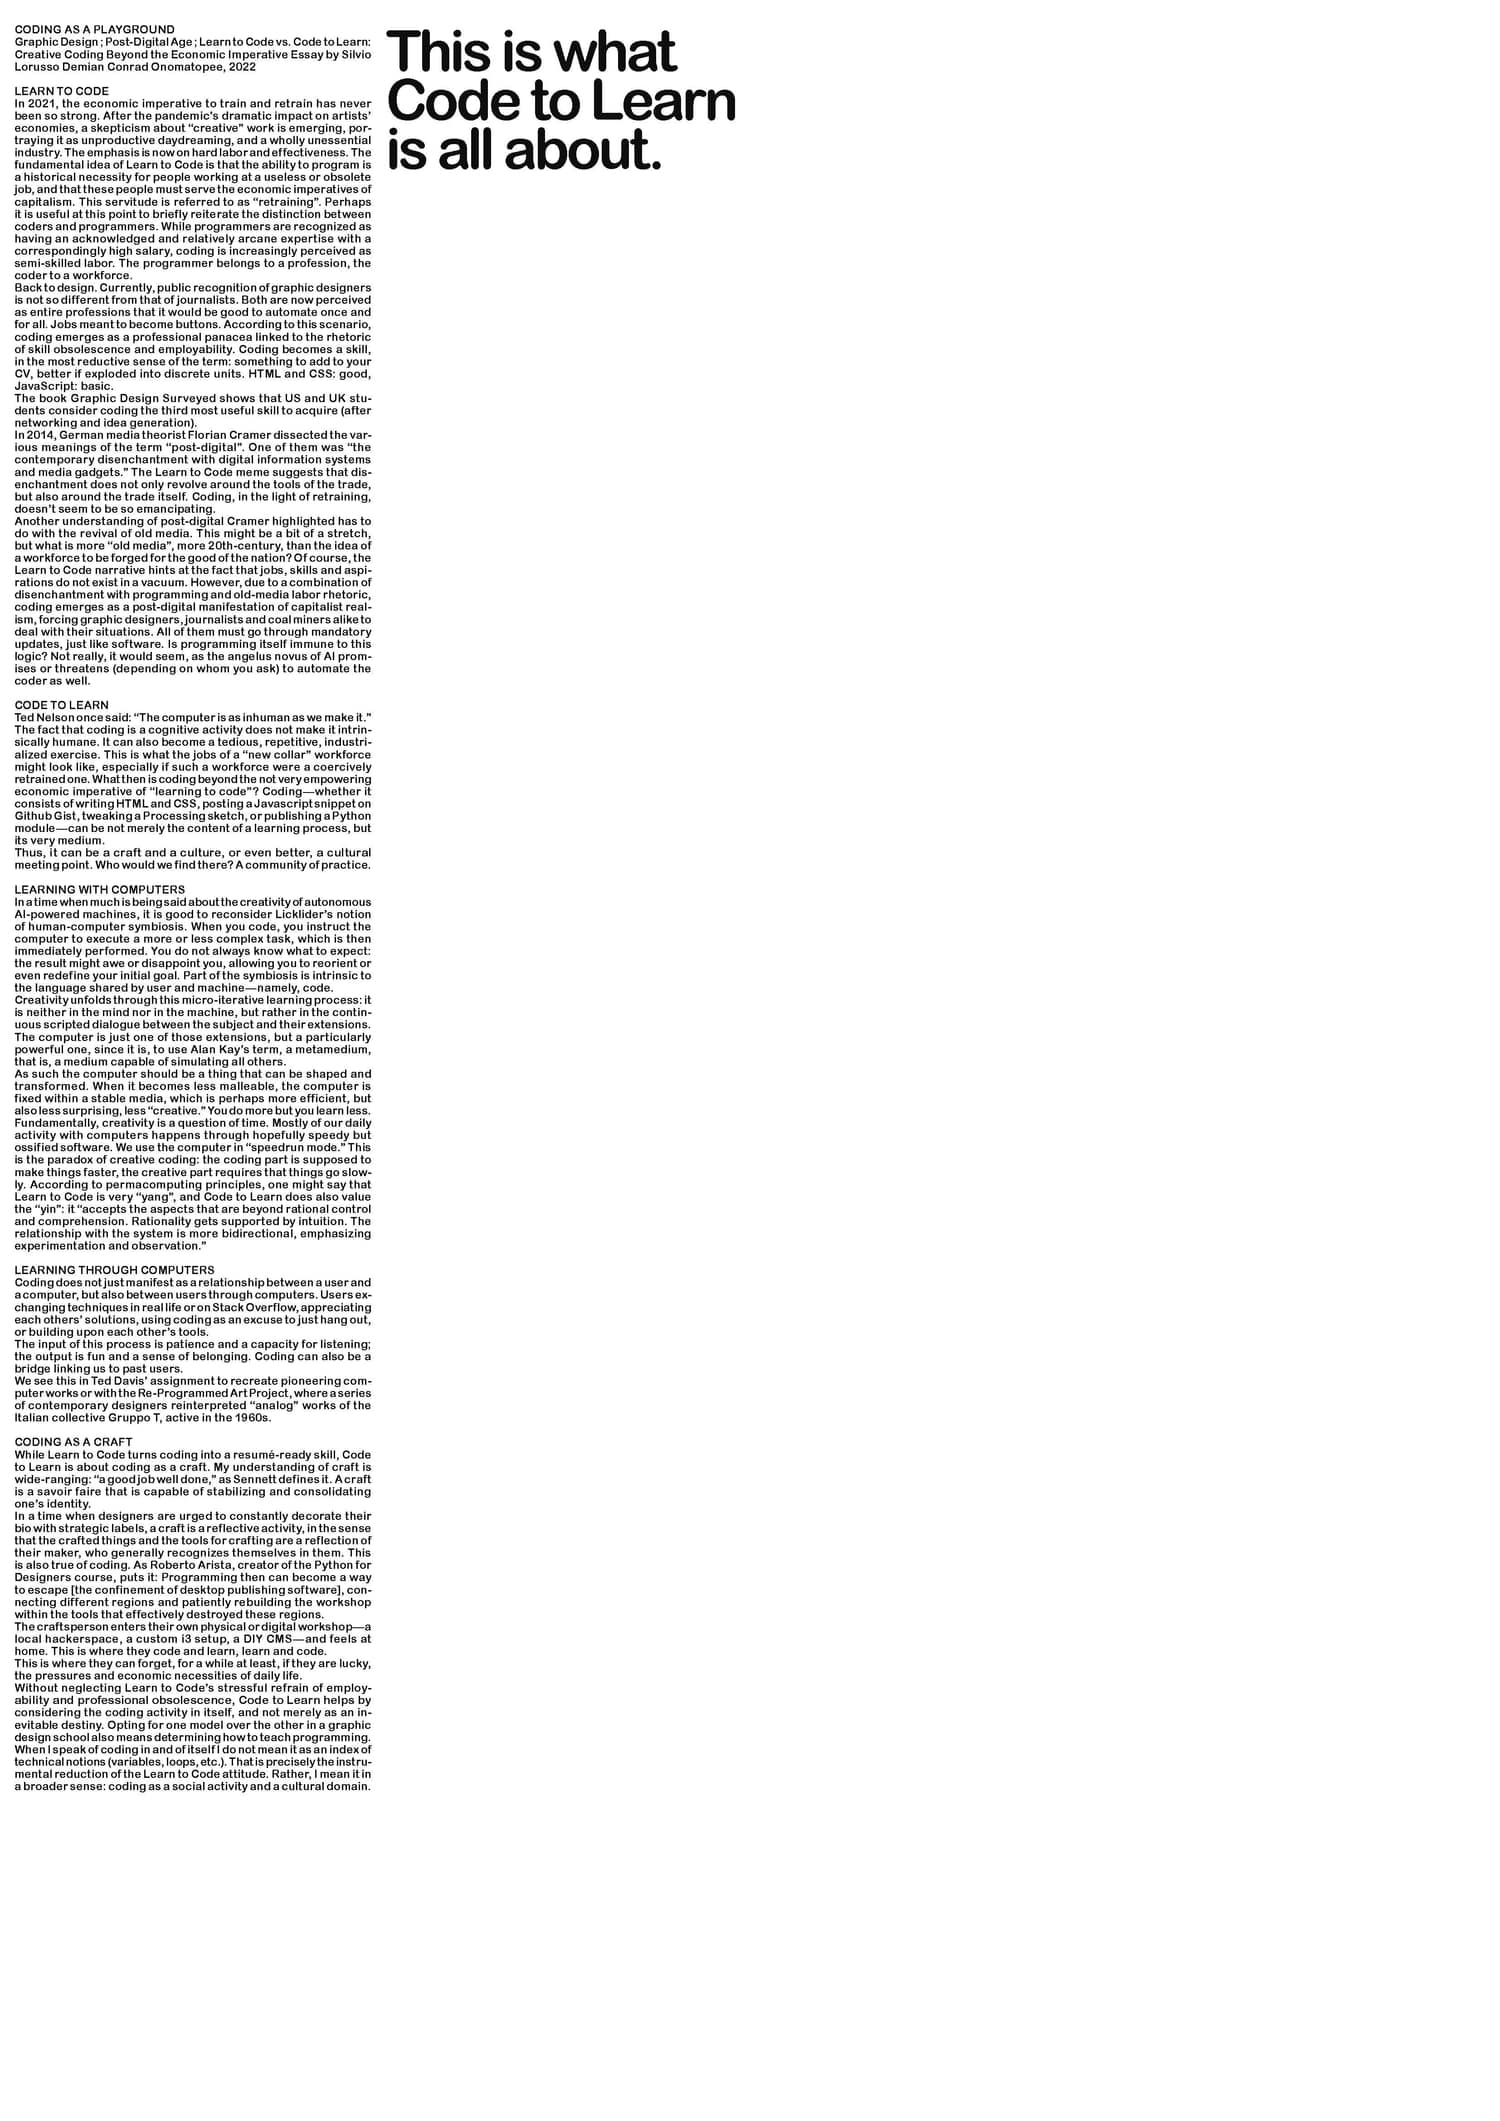 CODING AS A PLAYGROUND
Graphic Design ; Post-Digital Age ; Learn to Code vs. Code to Learn:
Creative Coding Beyond the Economic Imperative Essay by Silvio
Lorusso Demian Conrad Onomatopee, 2022
LEARN TO CODE
In 2021, the economic imperative to train and retrain has never
been so strong. After the pandemic’s dramatic impact on artists’
economies, a skepticism about “creative” work is emerging, por-
traying it as unproductive daydreaming, and a wholly unessential
industry. The emphasis is now on hard labor and effectiveness. The
fundamental idea of Learn to Code is that the ability to program is
a historical necessity for people working at a useless or obsolete
job, and that these people must serve the economic imperatives of
capitalism. This servitude is referred to as “retraining”. Perhaps
it is useful at this point to briefly reiterate the distinction between
coders and programmers. While programmers are recognized as
having an acknowledged and relatively arcane expertise with a
correspondingly high salary, coding is increasingly perceived as
semi-skilled labor. The programmer belongs to a profession, the
coder to a workforce.
Back to design. Currently, public recognition of graphic designers
is not so different from that of journalists. Both are now perceived
as entire professions that it would be good to automate once and
for all. Jobs meant to become buttons. According to this scenario,
coding emerges as a professional panacea linked to the rhetoric
of skill obsolescence and employability. Coding becomes a skill,
in the most reductive sense of the term: something to add to your
CV, better if exploded into discrete units. HTML and CSS: good,
JavaScript: basic.
The book Graphic Design Surveyed shows that US and UK stu-
dents consider coding the third most useful skill to acquire (after
networking and idea generation).
In 2014, German media theorist Florian Cramer dissected the var-
ious meanings of the term “post-digital”. One of them was “the
contemporary disenchantment with digital information systems
and media gadgets.” The Learn to Code meme suggests that dis-
enchantment does not only revolve around the tools of the trade,
but also around the trade itself. Coding, in the light of retraining,
doesn’t seem to be so emancipating.
Another understanding of post-digital Cramer highlighted has to
do with the revival of old media. This might be a bit of a stretch,
but what is more “old media”, more 20th-century, than the idea of
a workforce to be forged for the good of the nation? Of course, the
Learn to Code narrative hints at the fact that jobs, skills and aspi-
rations do not exist in a vacuum. However, due to a combination of
disenchantment with programming and old-media labor rhetoric,
coding emerges as a post-digital manifestation of capitalist real-
ism, forcing graphic designers, journalists and coal miners alike to
deal with their situations. All of them must go through mandatory
updates, just like software. Is programming itself immune to this
logic? Not really, it would seem, as the angelus novus of AI prom-
ises or threatens (depending on whom you ask) to automate the
coder as well.
CODE TO LEARN
Ted Nelson once said: “The computer is as inhuman as we make it.”
The fact that coding is a cognitive activity does not make it intrin-
sically humane. It can also become a tedious, repetitive, industri-
alized exercise. This is what the jobs of a “new collar” workforce
might look like, especially if such a workforce were a coercively
retrained one. What then is coding beyond the not very empowering
economic imperative of “learning to code”? Coding—whether it
consists of writing HTML and CSS, posting a Javascript snippet on
Github Gist, tweaking a Processing sketch, or publishing a Python
module—can be not merely the content of a learning process, but
its very medium.
Thus, it can be a craft and a culture, or even better, a cultural
meeting point. Who would we find there? A community of practice.
LEARNING WITH COMPUTERS
In a time when much is being said about the creativity of autonomous
AI-powered machines, it is good to reconsider Licklider’s notion
of human-computer symbiosis. When you code, you instruct the
computer to execute a more or less complex task, which is then
immediately performed. You do not always know what to expect:
the result might awe or disappoint you, allowing you to reorient or
even redefine your initial goal. Part of the symbiosis is intrinsic to
the language shared by user and machine—namely, code.
Creativity unfolds through this micro-iterative learning process: it
is neither in the mind nor in the machine, but rather in the contin-
uous scripted dialogue between the subject and their extensions.
The computer is just one of those extensions, but a particularly
powerful one, since it is, to use Alan Kay’s term, a metamedium,
that is, a medium capable of simulating all others.
As such the computer should be a thing that can be shaped and
transformed. When it becomes less malleable, the computer is
fixed within a stable media, which is perhaps more efficient, but
also less surprising, less “creative.” You do more but you learn less.
Fundamentally, creativity is a question of time. Mostly of our daily
activity with computers happens through hopefully speedy but
ossified software. We use the computer in “speedrun mode.” This
is the paradox of creative coding: the coding part is supposed to
make things faster, the creative part requires that things go slow-
ly. According to permacomputing principles, one might say that
Learn to Code is very “yang”, and Code to Learn does also value
the “yin”: it “accepts the aspects that are beyond rational control
and comprehension. Rationality gets supported by intuition. The
relationship with the system is more bidirectional, emphasizing
experimentation and observation.”
LEARNING THROUGH COMPUTERS
Coding does not just manifest as a relationship between a user and
a computer, but also between users through computers. Users ex-
changing techniques in real life or on Stack Overflow, appreciating
each others’ solutions, using coding as an excuse to just hang out,
or building upon each other’s tools.
The input of this process is patience and a capacity for listening;
the output is fun and a sense of belonging. Coding can also be a
bridge linking us to past users.
We see this in Ted Davis’ assignment to recreate pioneering com-
puter works or with the Re-Programmed Art Project, where a series
of contemporary designers reinterpreted “analog” works of the
Italian collective Gruppo T, active in the 1960s.
CODING AS A CRAFT
While Learn to Code turns coding into a resumé-ready skill, Code
to Learn is about coding as a craft. My understanding of craft is
wide-ranging: “a good job well done,” as Sennett defines it. A craft
is a savoir faire that is capable of stabilizing and consolidating
one’s identity.
In a time when designers are urged to constantly decorate their
bio with strategic labels, a craft is a reflective activity, in the sense
that the crafted things and the tools for crafting are a reflection of
their maker, who generally recognizes themselves in them. This
is also true of coding. As Roberto Arista, creator of the Python for
Designers course, puts it: Programming then can become a way
to escape [the confinement of desktop publishing software], con-
necting different regions and patiently rebuilding the workshop
within the tools that effectively destroyed these regions.
The craftsperson enters their own physical or digital workshop—a
local hackerspace, a custom i3 setup, a DIY CMS—and feels at
home. This is where they code and learn, learn and code.
This is where they can forget, for a while at least, if they are lucky,
the pressures and economic necessities of daily life.
Without neglecting Learn to Code’s stressful refrain of employ-
ability and professional obsolescence, Code to Learn helps by
considering the coding activity in itself, and not merely as an in-
evitable destiny. Opting for one model over the other in a graphic
design school also means determining how to teach programming.
When I speak of coding in and of itself I do not mean it as an index of
technical notions (variables, loops, etc.). That is precisely the instru-
mental reduction of the Learn to Code attitude. Rather, I mean it in
a broader sense: coding as a social activity and a cultural domain.
This is what
Code to Learn
is all about.